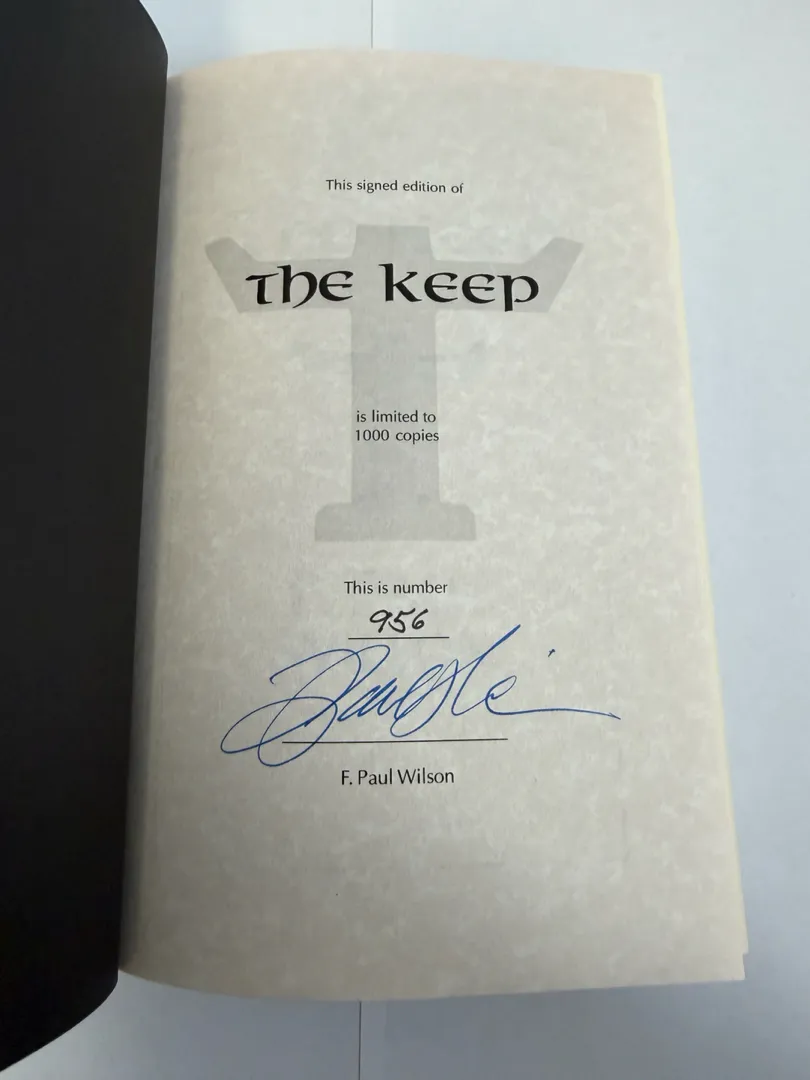 This signed edition of
The Keep
is limited to
1000 copies
This is number
956
F. Paul Wilson